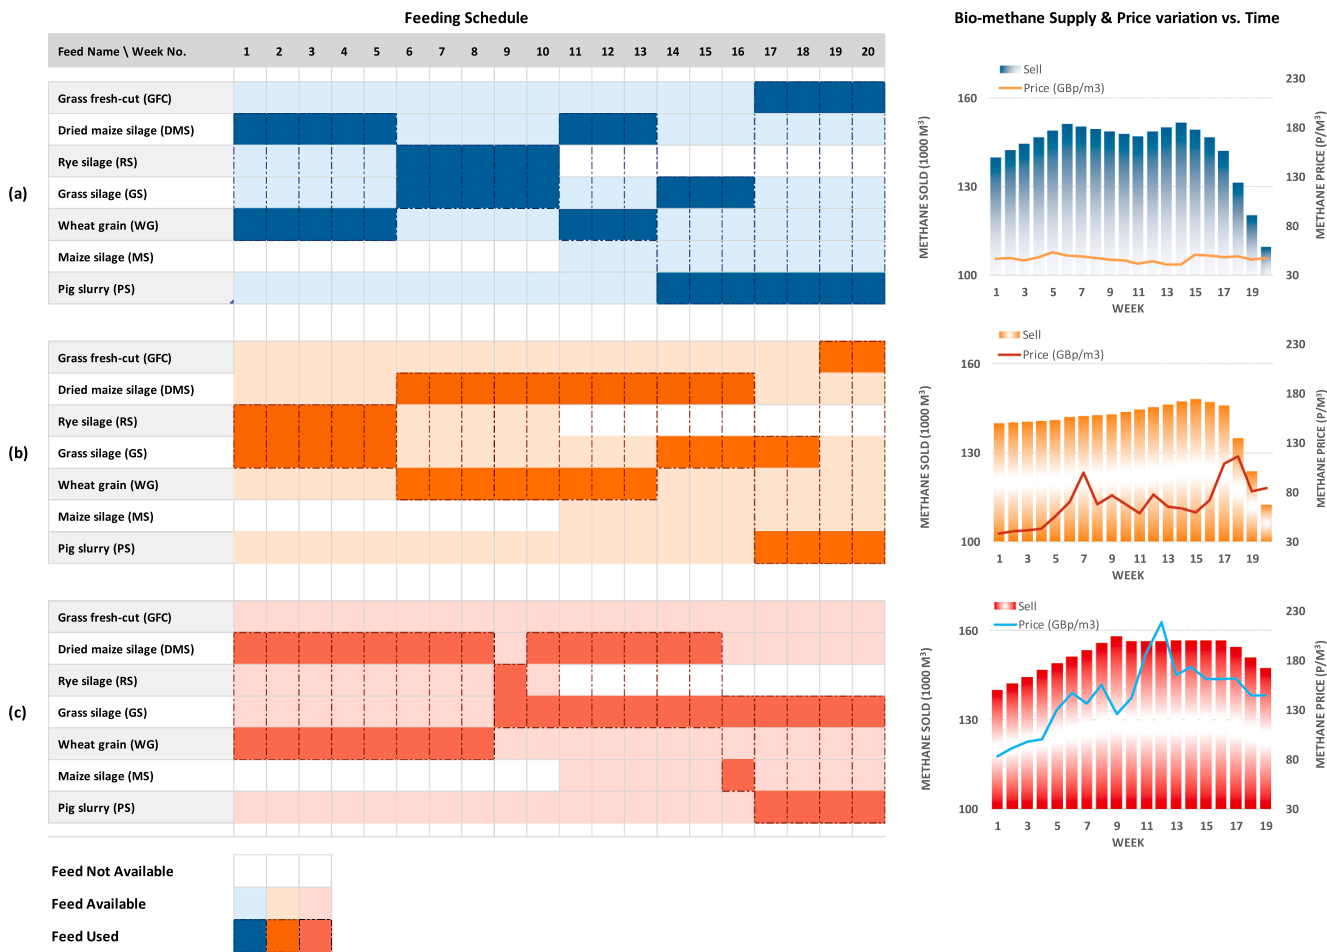 Feeding Schedule
Bio-methane Supply & Price variation vs. Time
Feed Name \ Week No. 1 2 3 4 5 6 7 8 9 10 11 12 13 14 15 16 17 18 19 20
(a)
Grass fresh-cut (GFC)
Dried maize silage (DMS)
Rye silage (RS)
Grass silage (GS)
Wheat grain (WG)
Maize silage (MS)
Pig slurry (PS)
Sell
Price (GBp/m3)
METHANE SOLD (1000 M³)
160
130
100
METHANE PRICE (P/M³)
230
180
130
80
30
1 3 5 7 9 11 13 15 17 19
WEEK
(b)
Grass fresh-cut (GFC)
Dried maize silage (DMS)
Rye silage (RS)
Grass silage (GS)
Wheat grain (WG)
Maize silage (MS)
Pig slurry (PS)
Sell
Price (GBp/m3)
METHANE SOLD (1000 M³)
160
130
100
METHANE PRICE (P/M³)
230
180
130
80
30
1 3 5 7 9 11 13 15 17 19
WEEK
(c)
Grass fresh-cut (GFC)
Dried maize silage (DMS)
Rye silage (RS)
Grass silage (GS)
Wheat grain (WG)
Maize silage (MS)
Pig slurry (PS)
Sell
Price (GBp/m3)
METHANE SOLD (1000 M³)
160
130
100
METHANE PRICE (P/M³)
230
180
130
80
30
1 3 5 7 9 11 13 15 17 19
WEEK
Feed Not Available
Feed Available
Feed Used